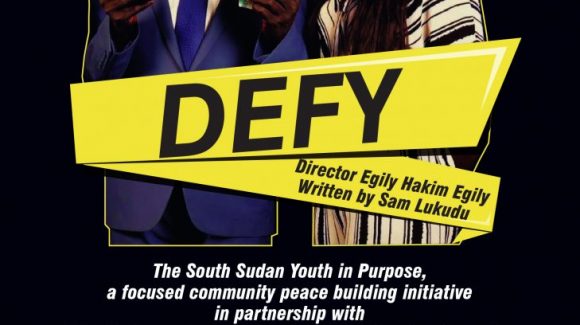 DEFY
Director Egily Hakim Egily
Written by Sam Lukudu
The South Sudan Youth in Purpose,
a focused community peace building initiative
in partnership with